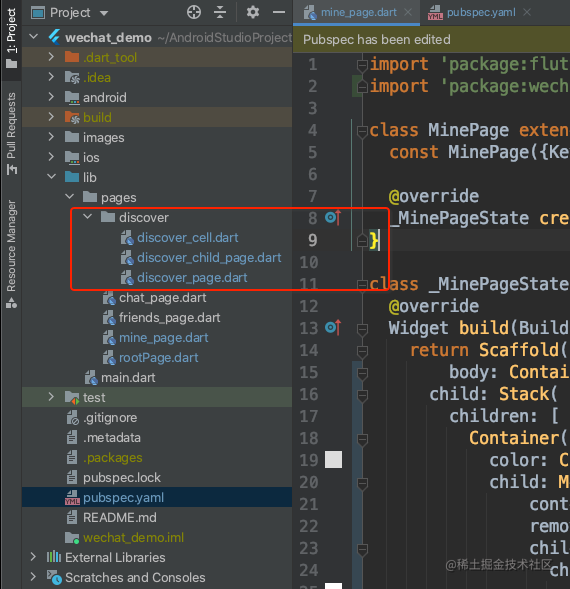 1: Project
Pull Requests
Resource Manager
Project
wechat_demo ~/AndroidStudioProject
.dart_tool
.idea
android
build
images
ios
lib
pages
discover
discover_cell.dart
discover_child_page.dart
discover_page.dart
chat_page.dart
friends_page.dart
mine_page.dart
rootPage.dart
main.dart
test
.gitignore
.metadata
.packages
pubspec.lock
pubspec.yaml
README.md
wechat_demo.iml
External Libraries
Scratches and Consoles
mine_page.dart
pubspec.yaml
Pubspec has been edited
1 import 'package:flut
2 import 'package:wech
3
4 class MinePage exten
5 const MinePage({Ke
6
7 @override
8 _MinePageState cre
9 }
10
11 class _MinePageState
12 @override
13 Widget build(Build
14 return Scaffold(
15 body: Contai
16 child: Stack(
17 children: [
18 Container(
19 color: C
20 child: M
21 cont
22 remo
23 chil
24 ch
@稀土掘金技术社区